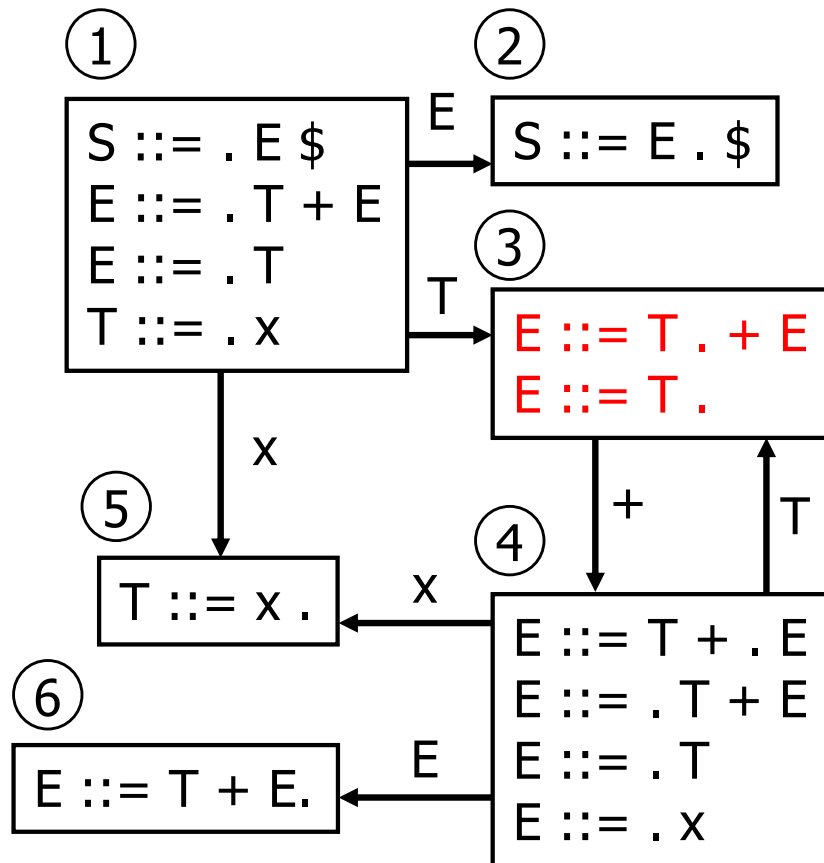 1
S ::= . E $
E ::= . T + E
E ::= . T
T ::= . x
E
2
S ::= E . $
T
3
E ::= T . + E
E ::= T .
x
+
T
5
T ::= x .
x
4
E ::= T + . E
E ::= . T + E
E ::= . T
E ::= . x
6
E ::= T + E.
E